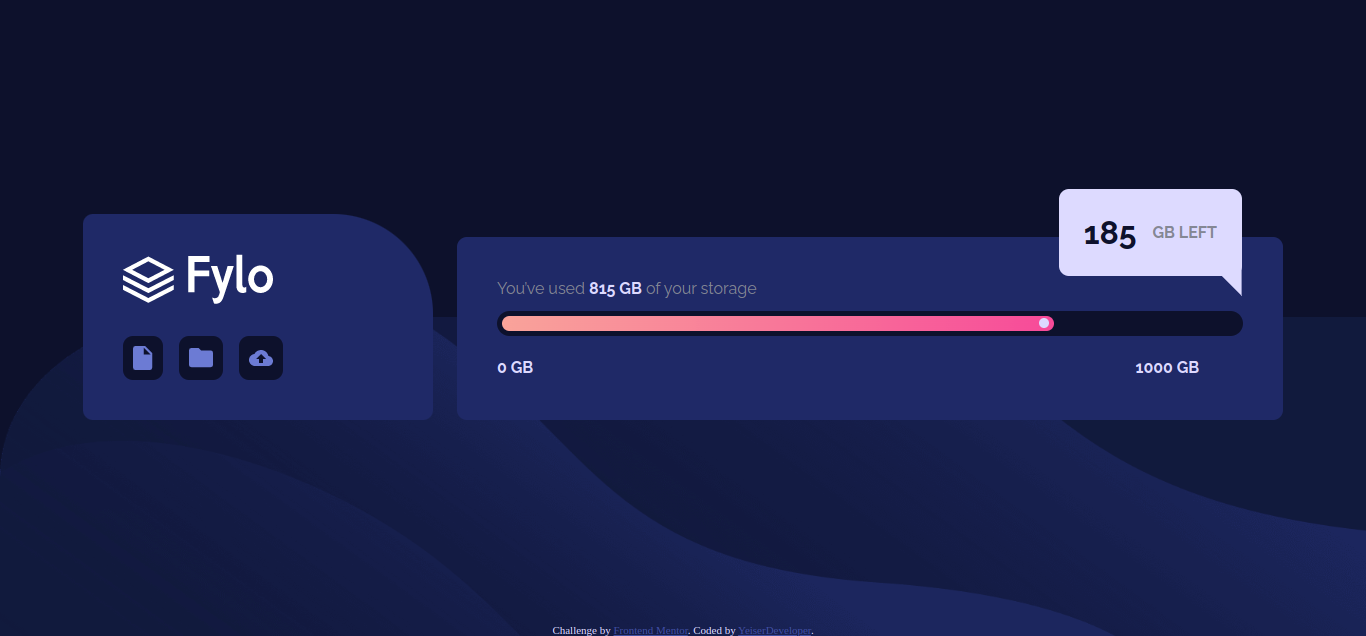 Fylo
185 GB LEFT
You've used 815 GB of your storage
0 GB
1000 GB
Challenge by Frontend Mentor. Coded by YeiserDeveloper.